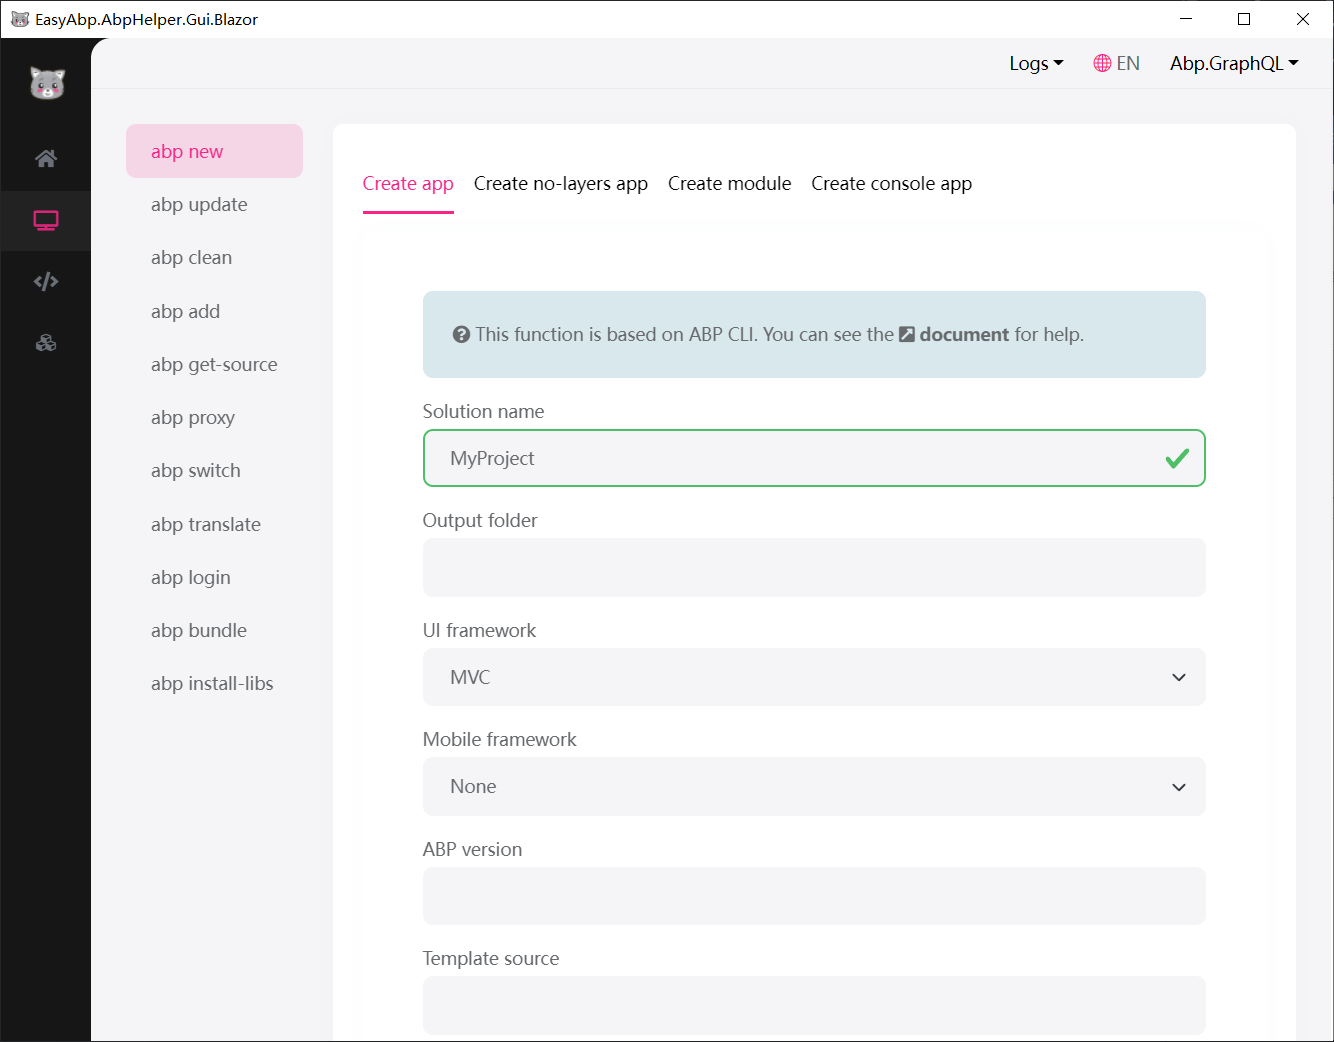 EasyAbp.AbpHelper.Gui.Blazor
Logs EN Abp.GraphQL
abp new
abp update
abp clean
abp add
abp get-source
abp proxy
abp switch
abp translate
abp login
abp bundle
abp install-libs
Create app Create no-layers app Create module Create console app
This function is based on ABP CLI. You can see the document for help.
Solution name
MyProject
Output folder
UI framework
MVC
Mobile framework
None
ABP version
Template source